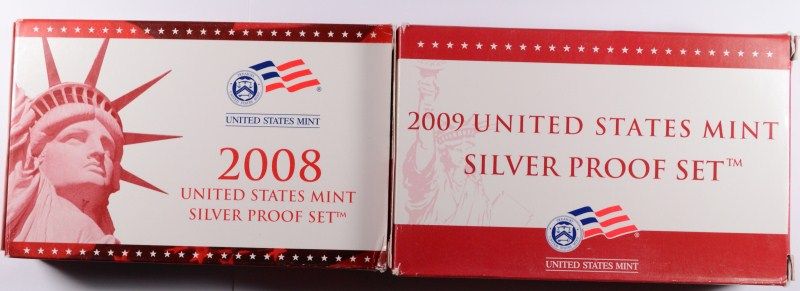 UNITED STATES MINT
2008
UNITED STATES MINT
SILVER PROOF SET™
2009 UNITED STATES MINT
SILVER PROOF SET™
UNITED STATES MINT